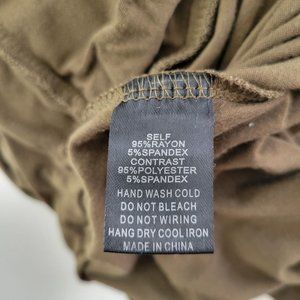 SELF
95%RAYON
5%SPANDEX
CONTRAST
95%POLYESTER
5%SPANDEX
HAND WASH COLD
DO NOT BLEACH
DO NOT WIRING
HANG DRY COOL IRON
MADE IN CHINA